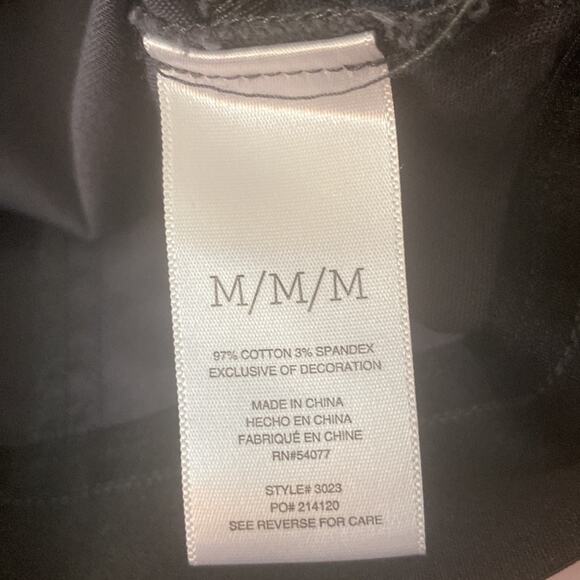 M/M/M
97% COTTON 3% SPANDEX
EXCLUSIVE OF DECORATION
MADE IN CHINA
HECHO EN CHINA
FABRIQUÉ EN CHINE
RN#54077
STYLE# 3023
PO# 214120
SEE REVERSE FOR CARE